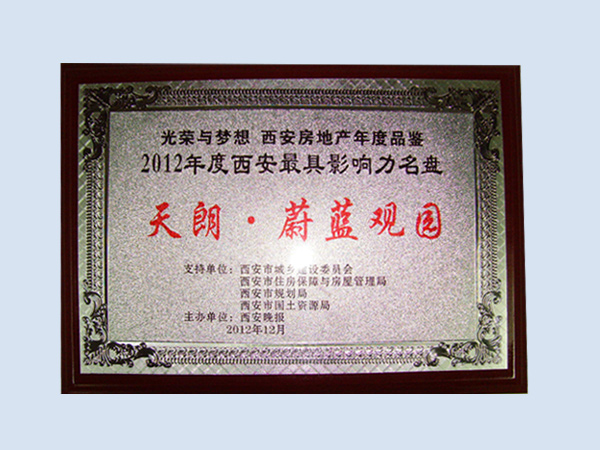 光荣与梦想 西安房地产年度品鉴
2012年度西安最具影响力名盘
天朗·蔚蓝观园
支持单位：西安市城乡建设委员会
西安市住房保障与房屋管理局
西安市规划局
西安市国土资源局
主办单位：西安晚报
2012年12月